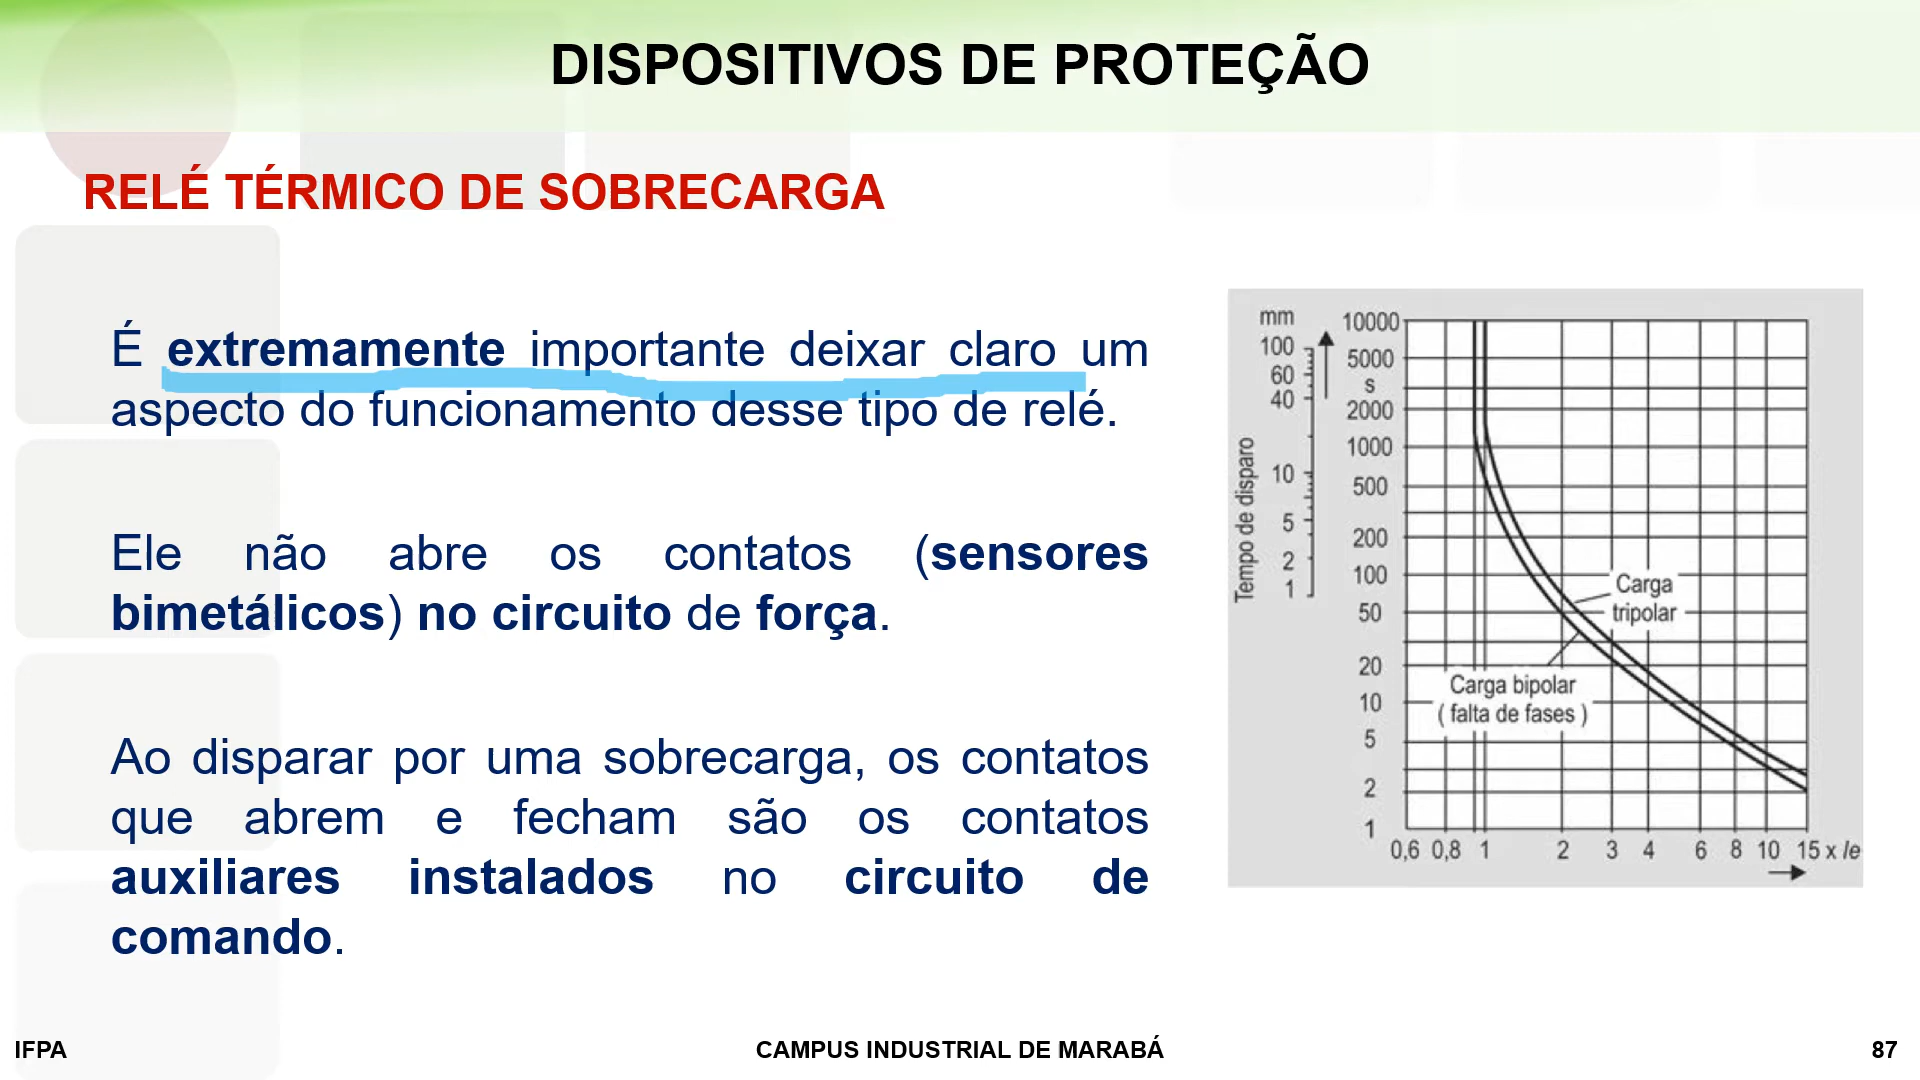 DISPOSITIVOS DE PROTEÇÃO
RELÉ TÉRMICO DE SOBRECARGA
É extremamente importante deixar claro um
aspecto do funcionamento desse tipo de relé.
Ele não abre os contatos (sensores
bimetálicos) no circuito de força.
Ao disparar por uma sobrecarga, os contatos
que abrem e fecham são os contatos
auxiliares instalados no circuito de
comando.
Tempo de disparo
mm
100
60
40
10
5
2
1
10000
5000
s
2000
1000
500
200
100
50
20
10
5
2
1
Carga
tripolar
Carga bipolar
( falta de fases )
0,6 0,8 1 2 3 4 6 8 10 15 x Ie
IFPA
CAMPUS INDUSTRIAL DE MARABÁ
87